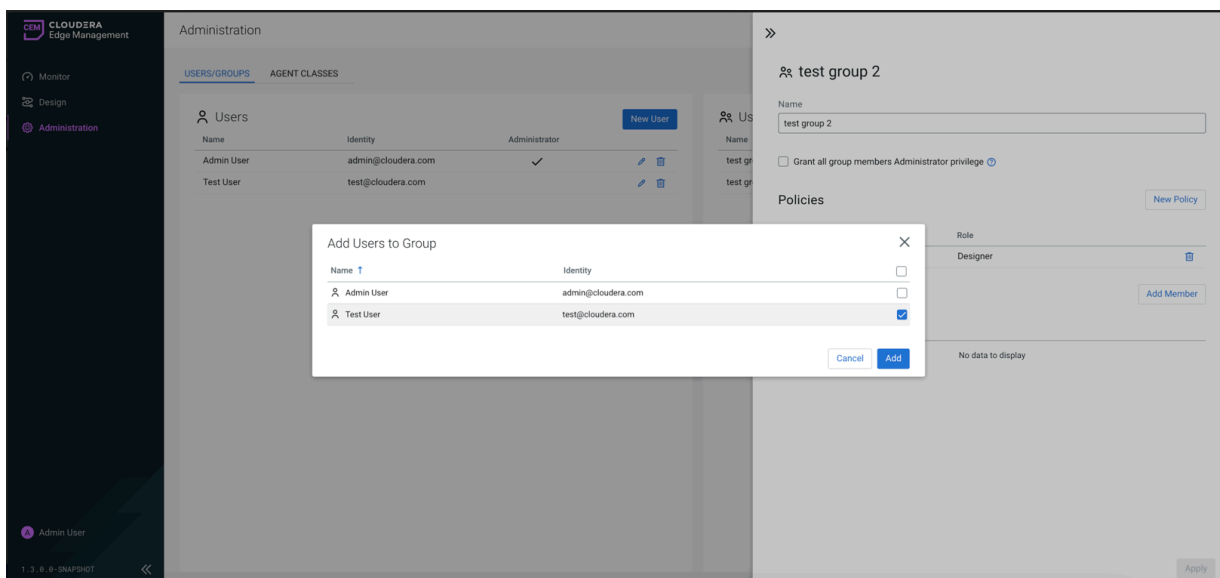 CEM CLOUDERA
Edge Management
Administration
Monitor
Design
Administration
USERS/GROUPS AGENT CLASSES
Users
New User
Name Identity Administrator
Admin User admin@cloudera.com
Test User test@cloudera.com
Us
Name
test gr
test gr
test group 2
Name
test group 2
Grant all group members Administrator privilege ?
Policies
New Policy
Role
Designer
Add Member
No data to display
Add Users to Group
Name Identity
Admin User admin@cloudera.com
Test User test@cloudera.com
Cancel Add
A Admin User
1.3.0.0-SNAPSHOT
Apply